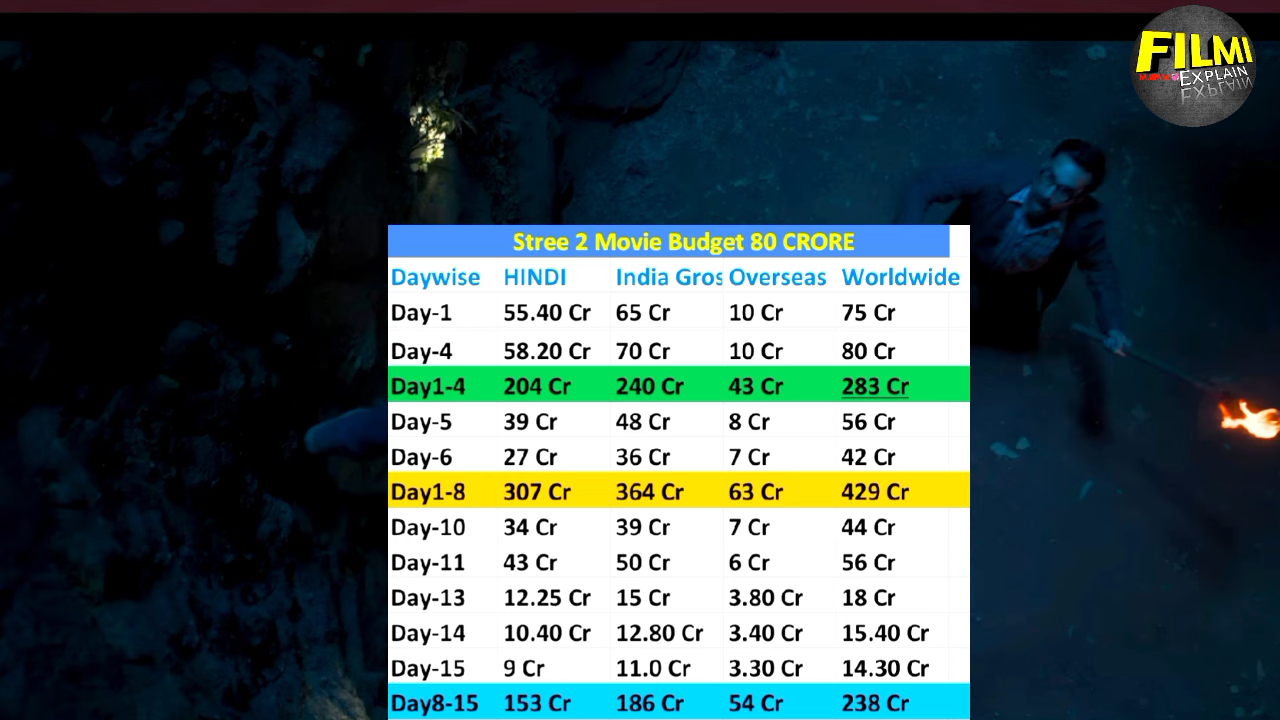 FILMI
EXPLAIN
Stree 2 Movie Budget 80 CRORE
Daywise HINDI India Gros Overseas Worldwide
Day-1 55.40 Cr 65 Cr 10 Cr 75 Cr
Day-4 58.20 Cr 70 Cr 10 Cr 80 Cr
Day1-4 204 Cr 240 Cr 43 Cr 283 Cr
Day-5 39 Cr 48 Cr 8 Cr 56 Cr
Day-6 27 Cr 36 Cr 7 Cr 42 Cr
Day1-8 307 Cr 364 Cr 63 Cr 429 Cr
Day-10 34 Cr 39 Cr 7 Cr 44 Cr
Day-11 43 Cr 50 Cr 6 Cr 56 Cr
Day-13 12.25 Cr 15 Cr 3.80 Cr 18 Cr
Day-14 10.40 Cr 12.80 Cr 3.40 Cr 15.40 Cr
Day-15 9 Cr 11.0 Cr 3.30 Cr 14.30 Cr
Day8-15 153 Cr 186 Cr 54 Cr 238 Cr